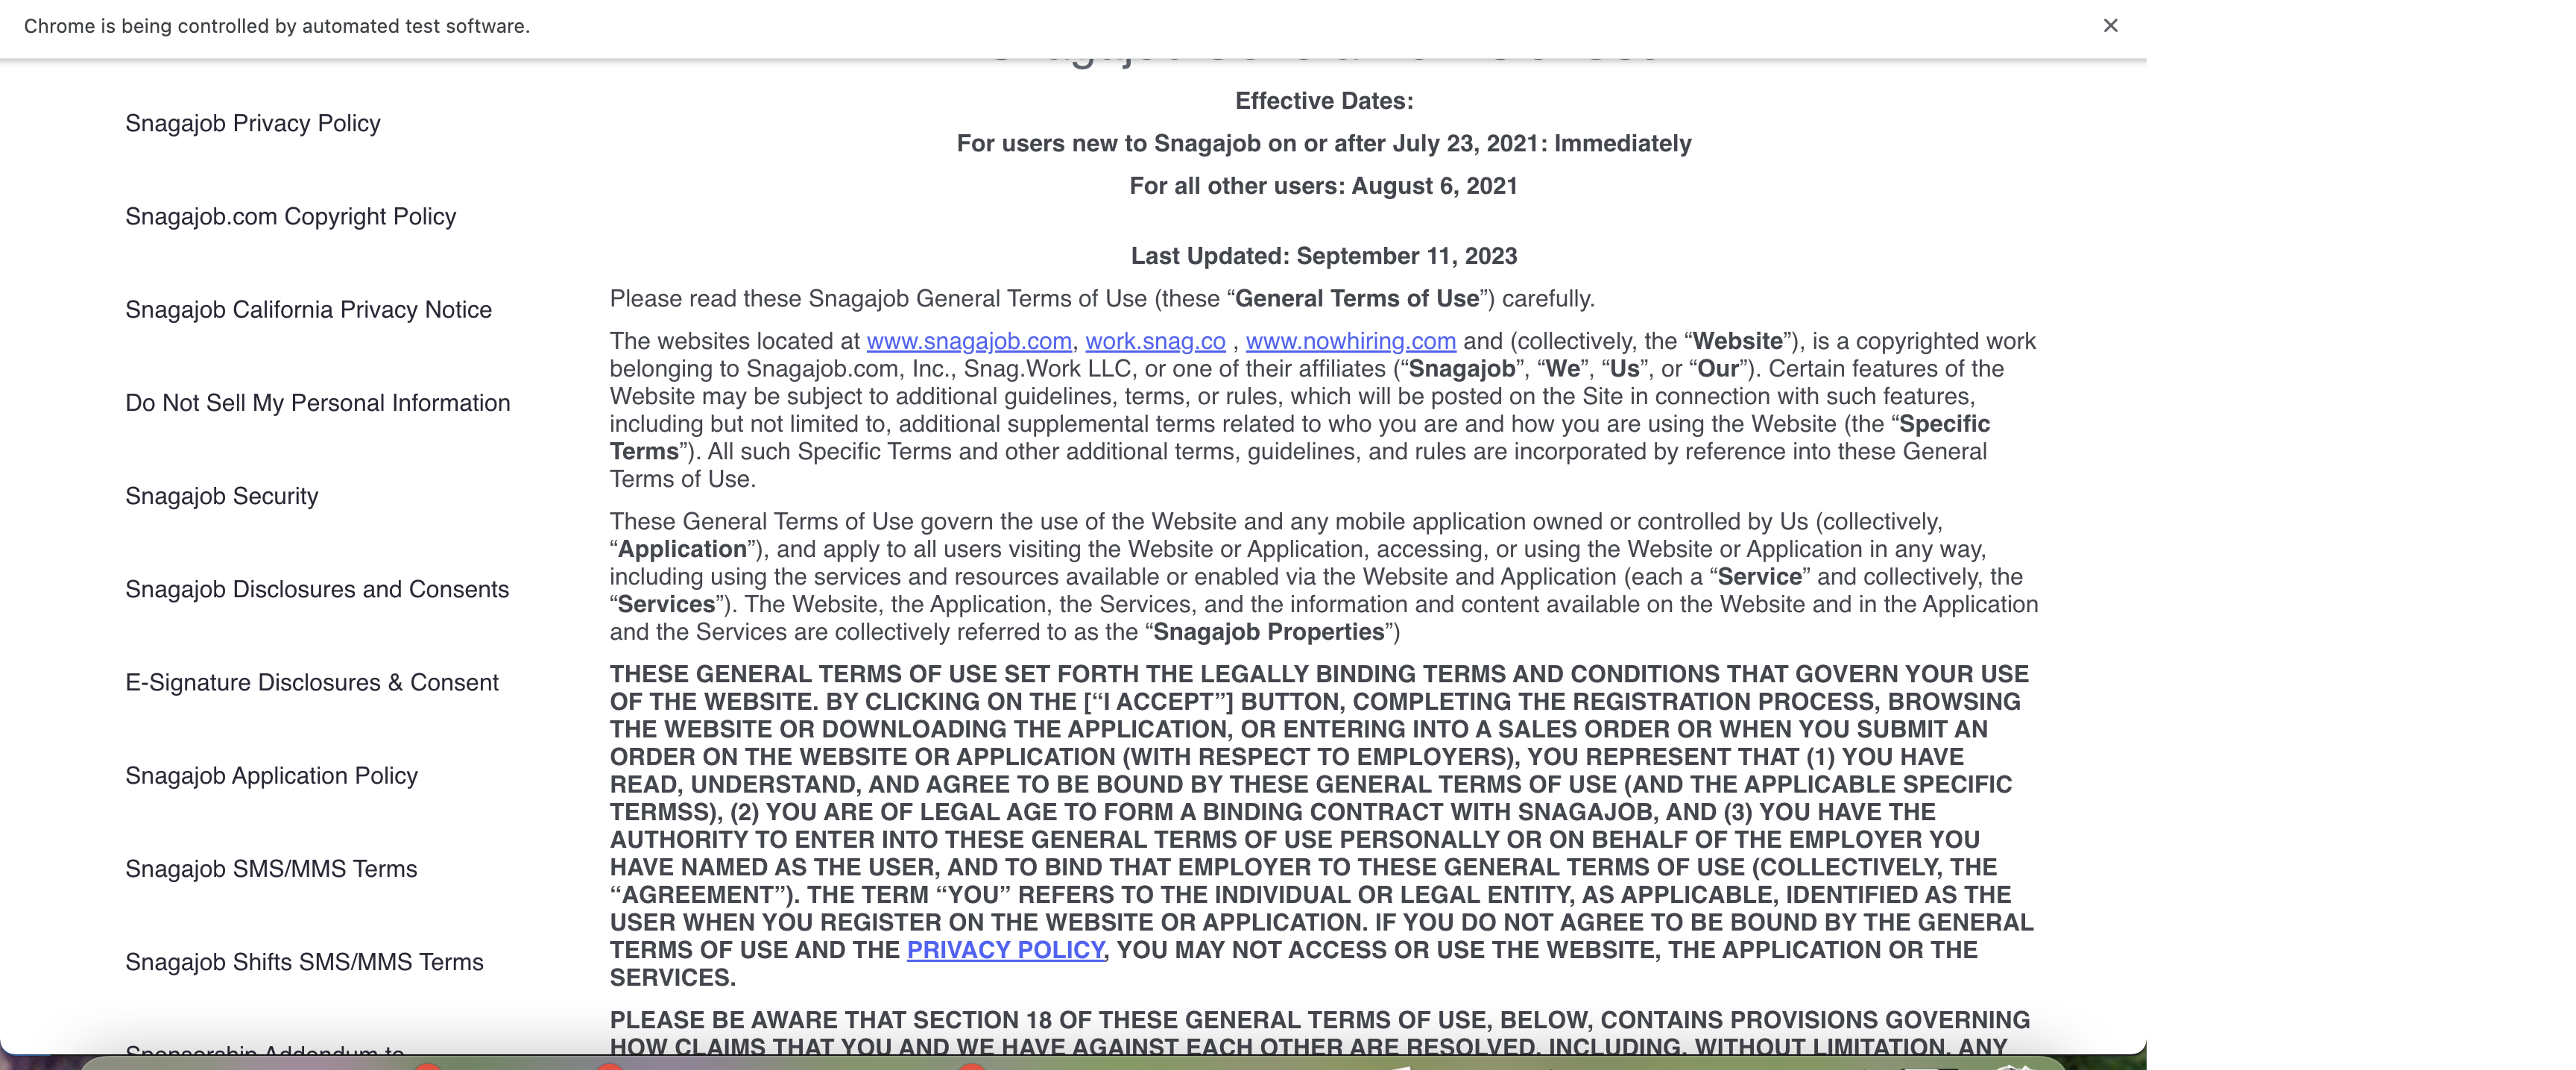 Chrome is being controlled by automated test software.
Effective Dates:
For users new to Snagajob on or after July 23, 2021: Immediately
For all other users: August 6, 2021
Last Updated: September 11, 2023
Snagajob Privacy Policy
Snagajob.com Copyright Policy
Snagajob California Privacy Notice
Do Not Sell My Personal Information
Snagajob Security
Snagajob Disclosures and Consents
E-Signature Disclosures & Consent
Snagajob Application Policy
Snagajob SMS/MMS Terms
Snagajob Shifts SMS/MMS Terms
Sponsorship Addendum to
Please read these Snagajob General Terms of Use (these “General Terms of Use”) carefully.
The websites located at www.snagajob.com, work.snag.co , www.nowhiring.com and (collectively, the “Website”), is a copyrighted work
belonging to Snagajob.com, Inc., Snag.Work LLC, or one of their affiliates (“Snagajob”, “We”, “Us”, or “Our”). Certain features of the
Website may be subject to additional guidelines, terms, or rules, which will be posted on the Site in connection with such features,
including but not limited to, additional supplemental terms related to who you are and how you are using the Website (the “Specific
Terms”). All such Specific Terms and other additional terms, guidelines, and rules are incorporated by reference into these General
Terms of Use.
These General Terms of Use govern the use of the Website and any mobile application owned or controlled by Us (collectively,
“Application”), and apply to all users visiting the Website or Application, accessing, or using the Website or Application in any way,
including using the services and resources available or enabled via the Website and Application (each a “Service” and collectively, the
“Services”). The Website, the Application, the Services, and the information and content available on the Website and in the Application
and the Services are collectively referred to as the “Snagajob Properties”)
THESE GENERAL TERMS OF USE SET FORTH THE LEGALLY BINDING TERMS AND CONDITIONS THAT GOVERN YOUR USE
OF THE WEBSITE. BY CLICKING ON THE [“I ACCEPT”] BUTTON, COMPLETING THE REGISTRATION PROCESS, BROWSING
THE WEBSITE OR DOWNLOADING THE APPLICATION, OR ENTERING INTO A SALES ORDER OR WHEN YOU SUBMIT AN
ORDER ON THE WEBSITE OR APPLICATION (WITH RESPECT TO EMPLOYERS), YOU REPRESENT THAT (1) YOU HAVE
READ, UNDERSTAND, AND AGREE TO BE BOUND BY THESE GENERAL TERMS OF USE (AND THE APPLICABLE SPECIFIC
TERMSS), (2) YOU ARE OF LEGAL AGE TO FORM A BINDING CONTRACT WITH SNAGAJOB, AND (3) YOU HAVE THE
AUTHORITY TO ENTER INTO THESE GENERAL TERMS OF USE PERSONALLY OR ON BEHALF OF THE EMPLOYER YOU
HAVE NAMED AS THE USER, AND TO BIND THAT EMPLOYER TO THESE GENERAL TERMS OF USE (COLLECTIVELY, THE
“AGREEMENT”). THE TERM “YOU” REFERS TO THE INDIVIDUAL OR LEGAL ENTITY, AS APPLICABLE, IDENTIFIED AS THE
USER WHEN YOU REGISTER ON THE WEBSITE OR APPLICATION. IF YOU DO NOT AGREE TO BE BOUND BY THE GENERAL
TERMS OF USE AND THE PRIVACY POLICY, YOU MAY NOT ACCESS OR USE THE WEBSITE, THE APPLICATION OR THE
SERVICES.
PLEASE BE AWARE THAT SECTION 18 OF THESE GENERAL TERMS OF USE, BELOW, CONTAINS PROVISIONS GOVERNING
HOW CLAIMS THAT YOU AND WE HAVE AGAINST EACH OTHER ARE RESOLVED, INCLUDING, WITHOUT LIMITATION, ANY